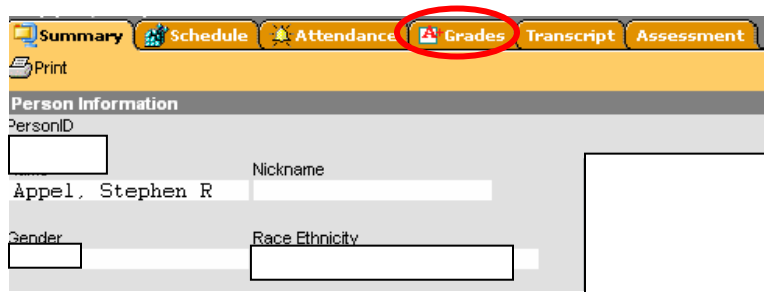 Summary Schedule Attendance Grades Transcript Assessment
Print
Person Information
PersonID
Nickname
Appel, Stephen R
Gender Race Ethnicity